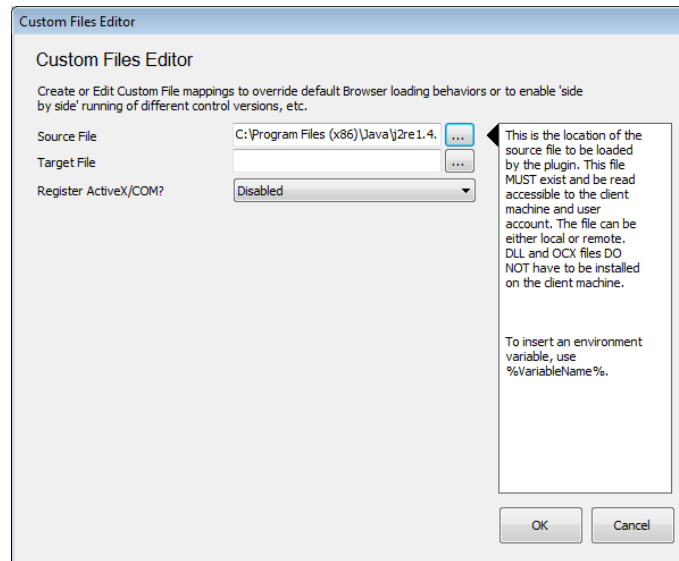 Custom Files Editor
Custom Files Editor
Create or Edit Custom File mappings to override default Browser loading behaviors or to enable 'side
by side' running of different control versions, etc.
Source File
C:\Program Files (x86)\Java\j2re1.4.
...
Target File
...
Register ActiveX/COM?
Disabled
This is the location of the
source file to be loaded
by the plugin. This file
MUST exist and be read
accessible to the client
machine and user
account. The file can be
either local or remote.
DLL and OCX files DO
NOT have to be installed
on the client machine.
To insert an environment
variable, use
%VariableName%.
OK
Cancel